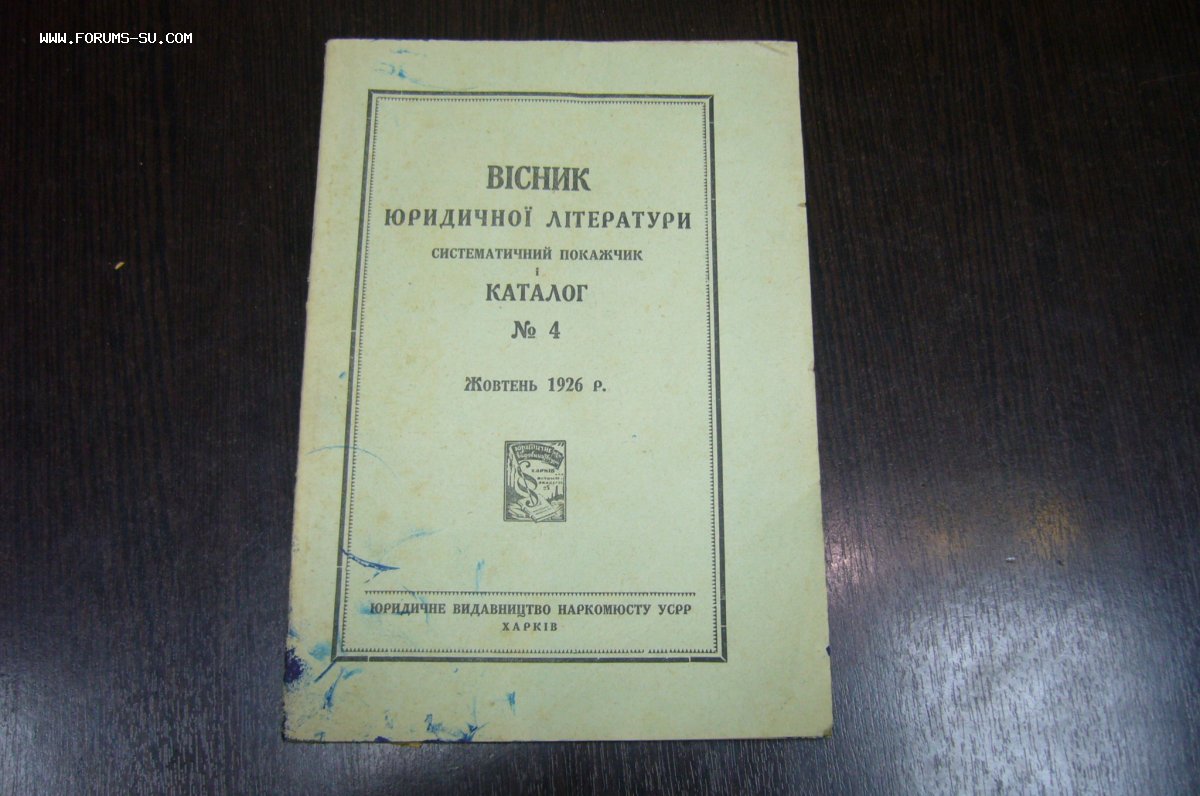 WWW.FORUMS-SU.COM
ВІСНИК
ЮРИДИЧНОЇ ЛІТЕРАТУРИ
СИСТЕМАТИЧНИЙ ПОКАЖЧИК
І
КАТАЛОГ
№ 4
Жовтень 1926 р.
ХАРКІВ
ЮРИДИЧНЕ ВИДАВНИЦТВО НАРКОМЮСТУ УСРР
ХАРКІВ